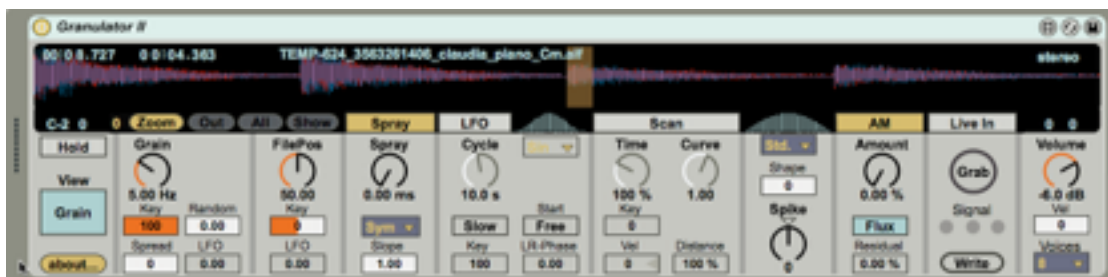 Granulator II
00:08.727 00:04.363 TEMP-624_3563261406_claudia_piano_Cm.aif stereo
C-2 0 0 Zoom Out All Show Spray LFO Scan AM Live In 0 0
Hold Grain FilePos Spray Cycle Time Curve Std. Amount Grab Volume
5.00 Hz 50.00 0.00 ms 10.0 s 100 % 1.00 Shape 0 0.00 % -6.0 dB
View Key Random Key Start Key Signal Vel
Grain 100 0.00 0 Sym Slow Free 0 Spike Flux 0
Spread LFO LFO Slope Key LR-Phase Vel Distance Residual Voices
about... 0 0.00 0.00 1.00 100 0.00 0 100 % 0 0.00 % Write 8